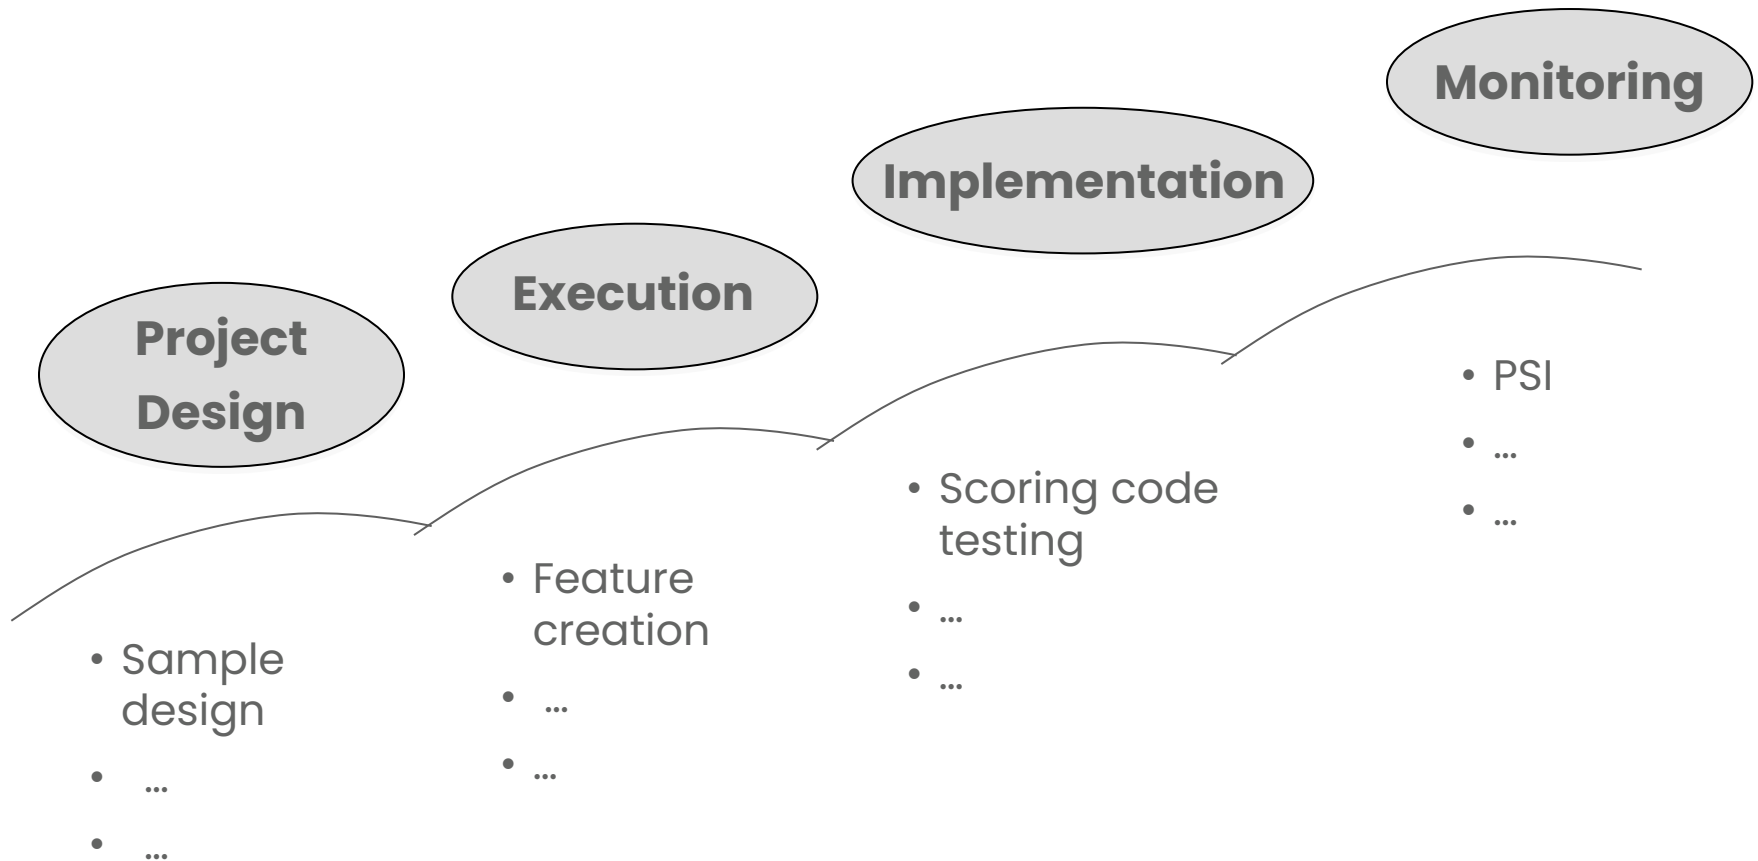 Project
Design
• Sample
design
• ...
• ...
Execution
• Feature
creation
• ...
• ...
Implementation
• Scoring code
testing
• ...
• ...
Monitoring
• PSI
• ...
• ...